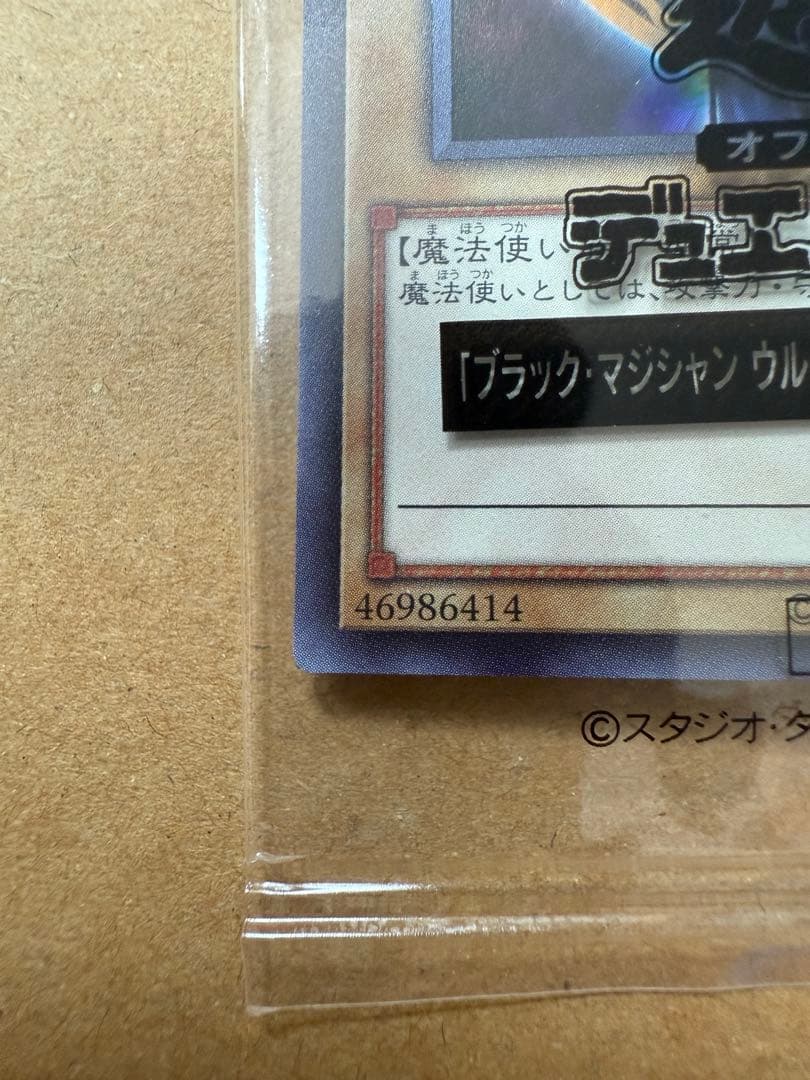 オフ
デュエ
【魔法使い
魔法使いとしては、攻撃力・
「ブラック・マジシャン ウル
46986414
©
©スタジオ・ダ